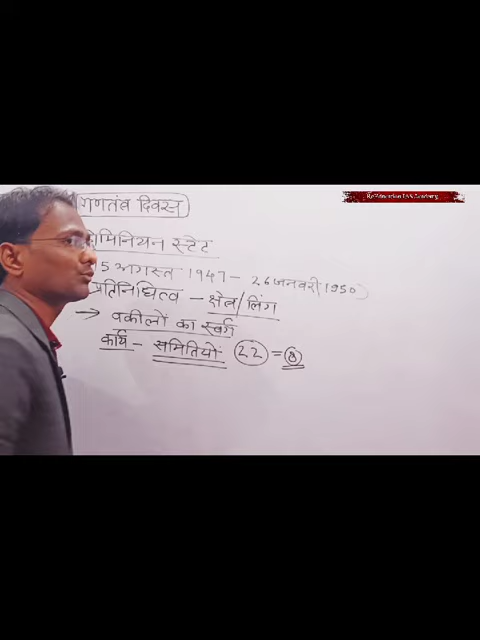 गणतंत्र दिवस
डोमिनियन स्टेट
15 अगस्त 1947 - 26 जनवरी 1950)
प्रतिनिधित्व - क्षेत्र/लिंग
→ वकीलों का स्वर्ग
कार्य - समितियों 22 = 8